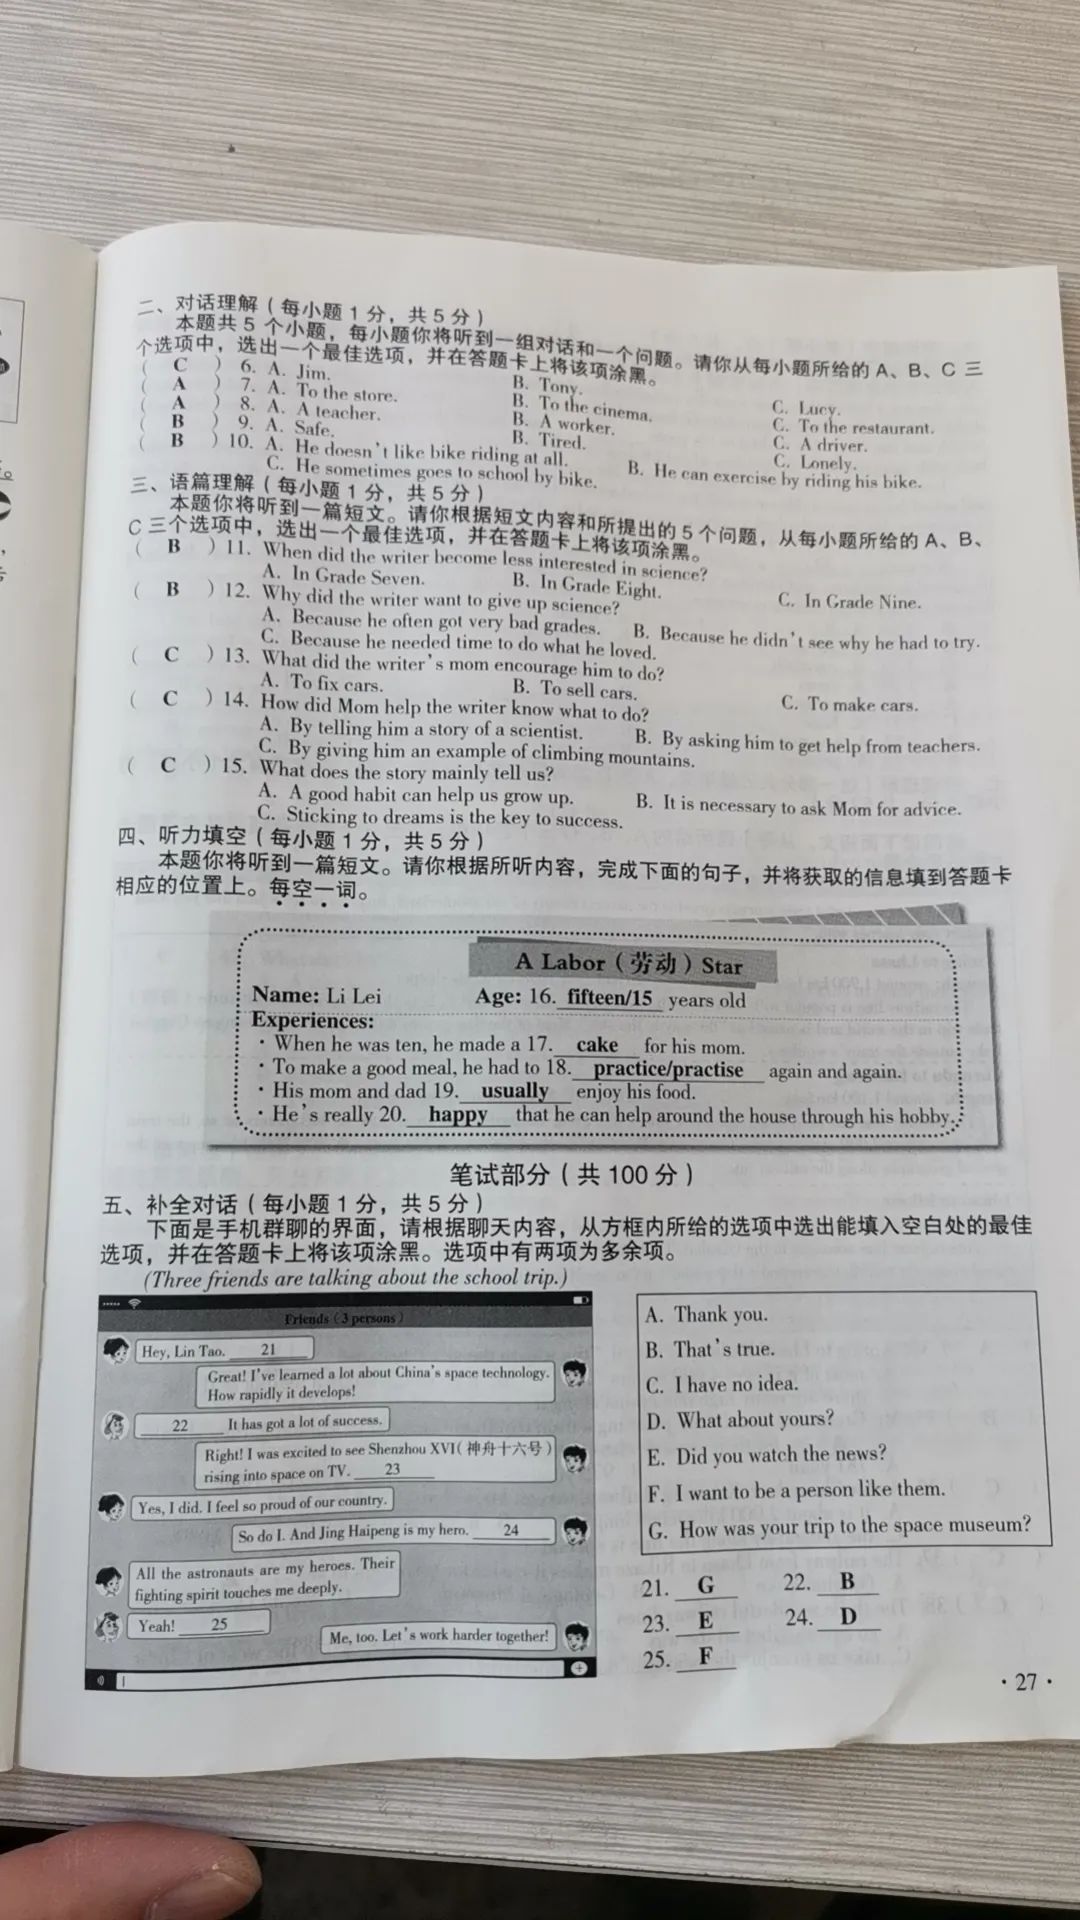 二、对话理解（每小题 1 分，共 5 分）
本题共 5 个小题，每小题你将听到一组对话和一个问题。请你从每小题所给的 A、B、C 三
个选项中，选出一个最佳选项，并在答题卡上将该项涂黑。
( C ) 6. A. Jim. B. Tony. C. Lucy.
( A ) 7. A. To the store. B. To the cinema. C. To the restaurant.
( A ) 8. A. A teacher. B. A worker. C. A driver.
( B ) 9. A. Safe. B. Tired. C. Lonely.
( B ) 10. A. He doesn't like bike riding at all. B. He can exercise by riding his bike.
C. He sometimes goes to school by bike.
三、语篇理解（每小题 1 分，共 5 分）
本题你将听到一篇短文。请你根据短文内容和所提出的 5 个问题，从每小题所给的 A、B、
C 三个选项中，选出一个最佳选项，并在答题卡上将该项涂黑。
( B ) 11. When did the writer become less interested in science?
A. In Grade Seven. B. In Grade Eight. C. In Grade Nine.
( B ) 12. Why did the writer want to give up science?
A. Because he often got very bad grades. B. Because he didn't see why he had to try.
C. Because he needed time to do what he loved.
( C ) 13. What did the writer's mom encourage him to do?
A. To fix cars. B. To sell cars. C. To make cars.
( C ) 14. How did Mom help the writer know what to do?
A. By telling him a story of a scientist. B. By asking him to get help from teachers.
C. By giving him an example of climbing mountains.
( C ) 15. What does the story mainly tell us?
A. A good habit can help us grow up. B. It is necessary to ask Mom for advice.
C. Sticking to dreams is the key to success.
四、听力填空（每小题 1 分，共 5 分）
本题你将听到一篇短文。请你根据所听内容，完成下面的句子，并将获取的信息填到答题卡
相应的位置上。每空一词。
A Labor（劳动）Star
Name: Li Lei Age: 16. fifteen/15 years old
Experiences:
· When he was ten, he made a 17. cake for his mom.
· To make a good meal, he had to 18. practice/practise again and again.
· His mom and dad 19. usually enjoy his food.
· He's really 20. happy that he can help around the house through his hobby.
笔试部分（共 100 分）
五、补全对话（每小题 1 分，共 5 分）
下面是手机群聊的界面，请根据聊天内容，从方框内所给的选项中选出能填入空白处的最佳
选项，并在答题卡上将该项涂黑。选项中有两项为多余项。
(Three friends are talking about the school trip.)
Friends (3 persons)
Hey, Lin Tao. 21
Great! I've learned a lot about China's space technology.
How rapidly it develops!
22 It has got a lot of success.
Right! I was excited to see Shenzhou XVI(神舟十六号)
rising into space on TV. 23
Yes, I did. I feel so proud of our country.
So do I. And Jing Haipeng is my hero. 24
All the astronauts are my heroes. Their
fighting spirit touches me deeply.
Yeah! 25
Me, too. Let's work harder together!
A. Thank you.
B. That's true.
C. I have no idea.
D. What about yours?
E. Did you watch the news?
F. I want to be a person like them.
G. How was your trip to the space museum?
21. G 22. B
23. E 24. D
25. F
· 27 ·